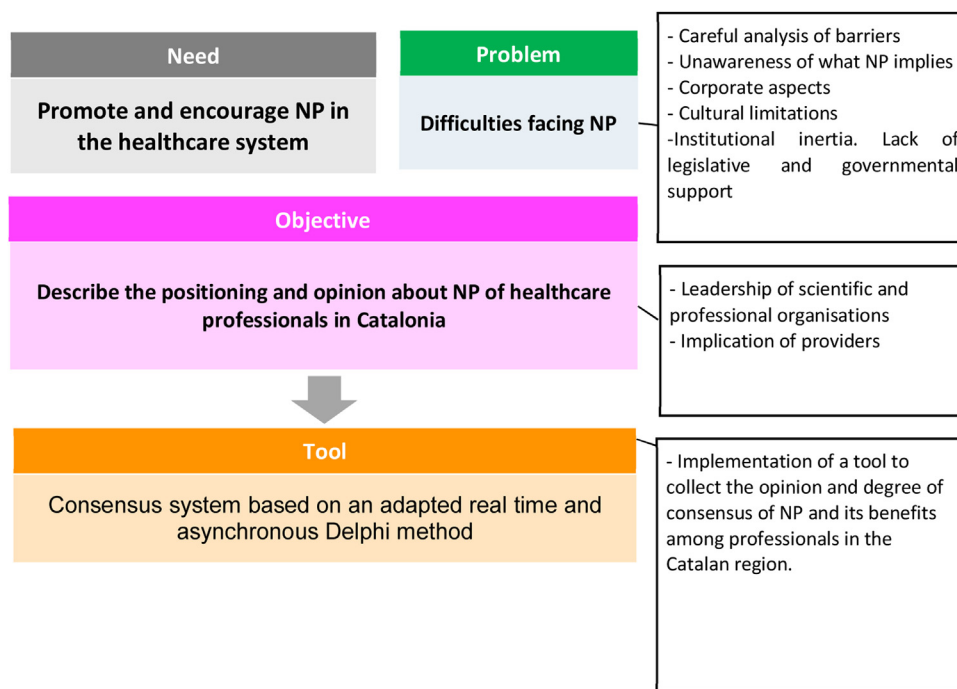 Need
Promote and encourage NP in
the healthcare system
Problem
Difficulties facing NP
- Careful analysis of barriers
- Unawareness of what NP implies
- Corporate aspects
- Cultural limitations
-Institutional inertia. Lack of
legislative and governmental
support
Objective
Describe the positioning and opinion about NP of healthcare
professionals in Catalonia
- Leadership of scientific and
professional organisations
- Implication of providers
Tool
Consensus system based on an adapted real time and
asynchronous Delphi method
- Implementation of a tool to
collect the opinion and degree of
consensus of NP and its benefits
among professionals in the
Catalan region.